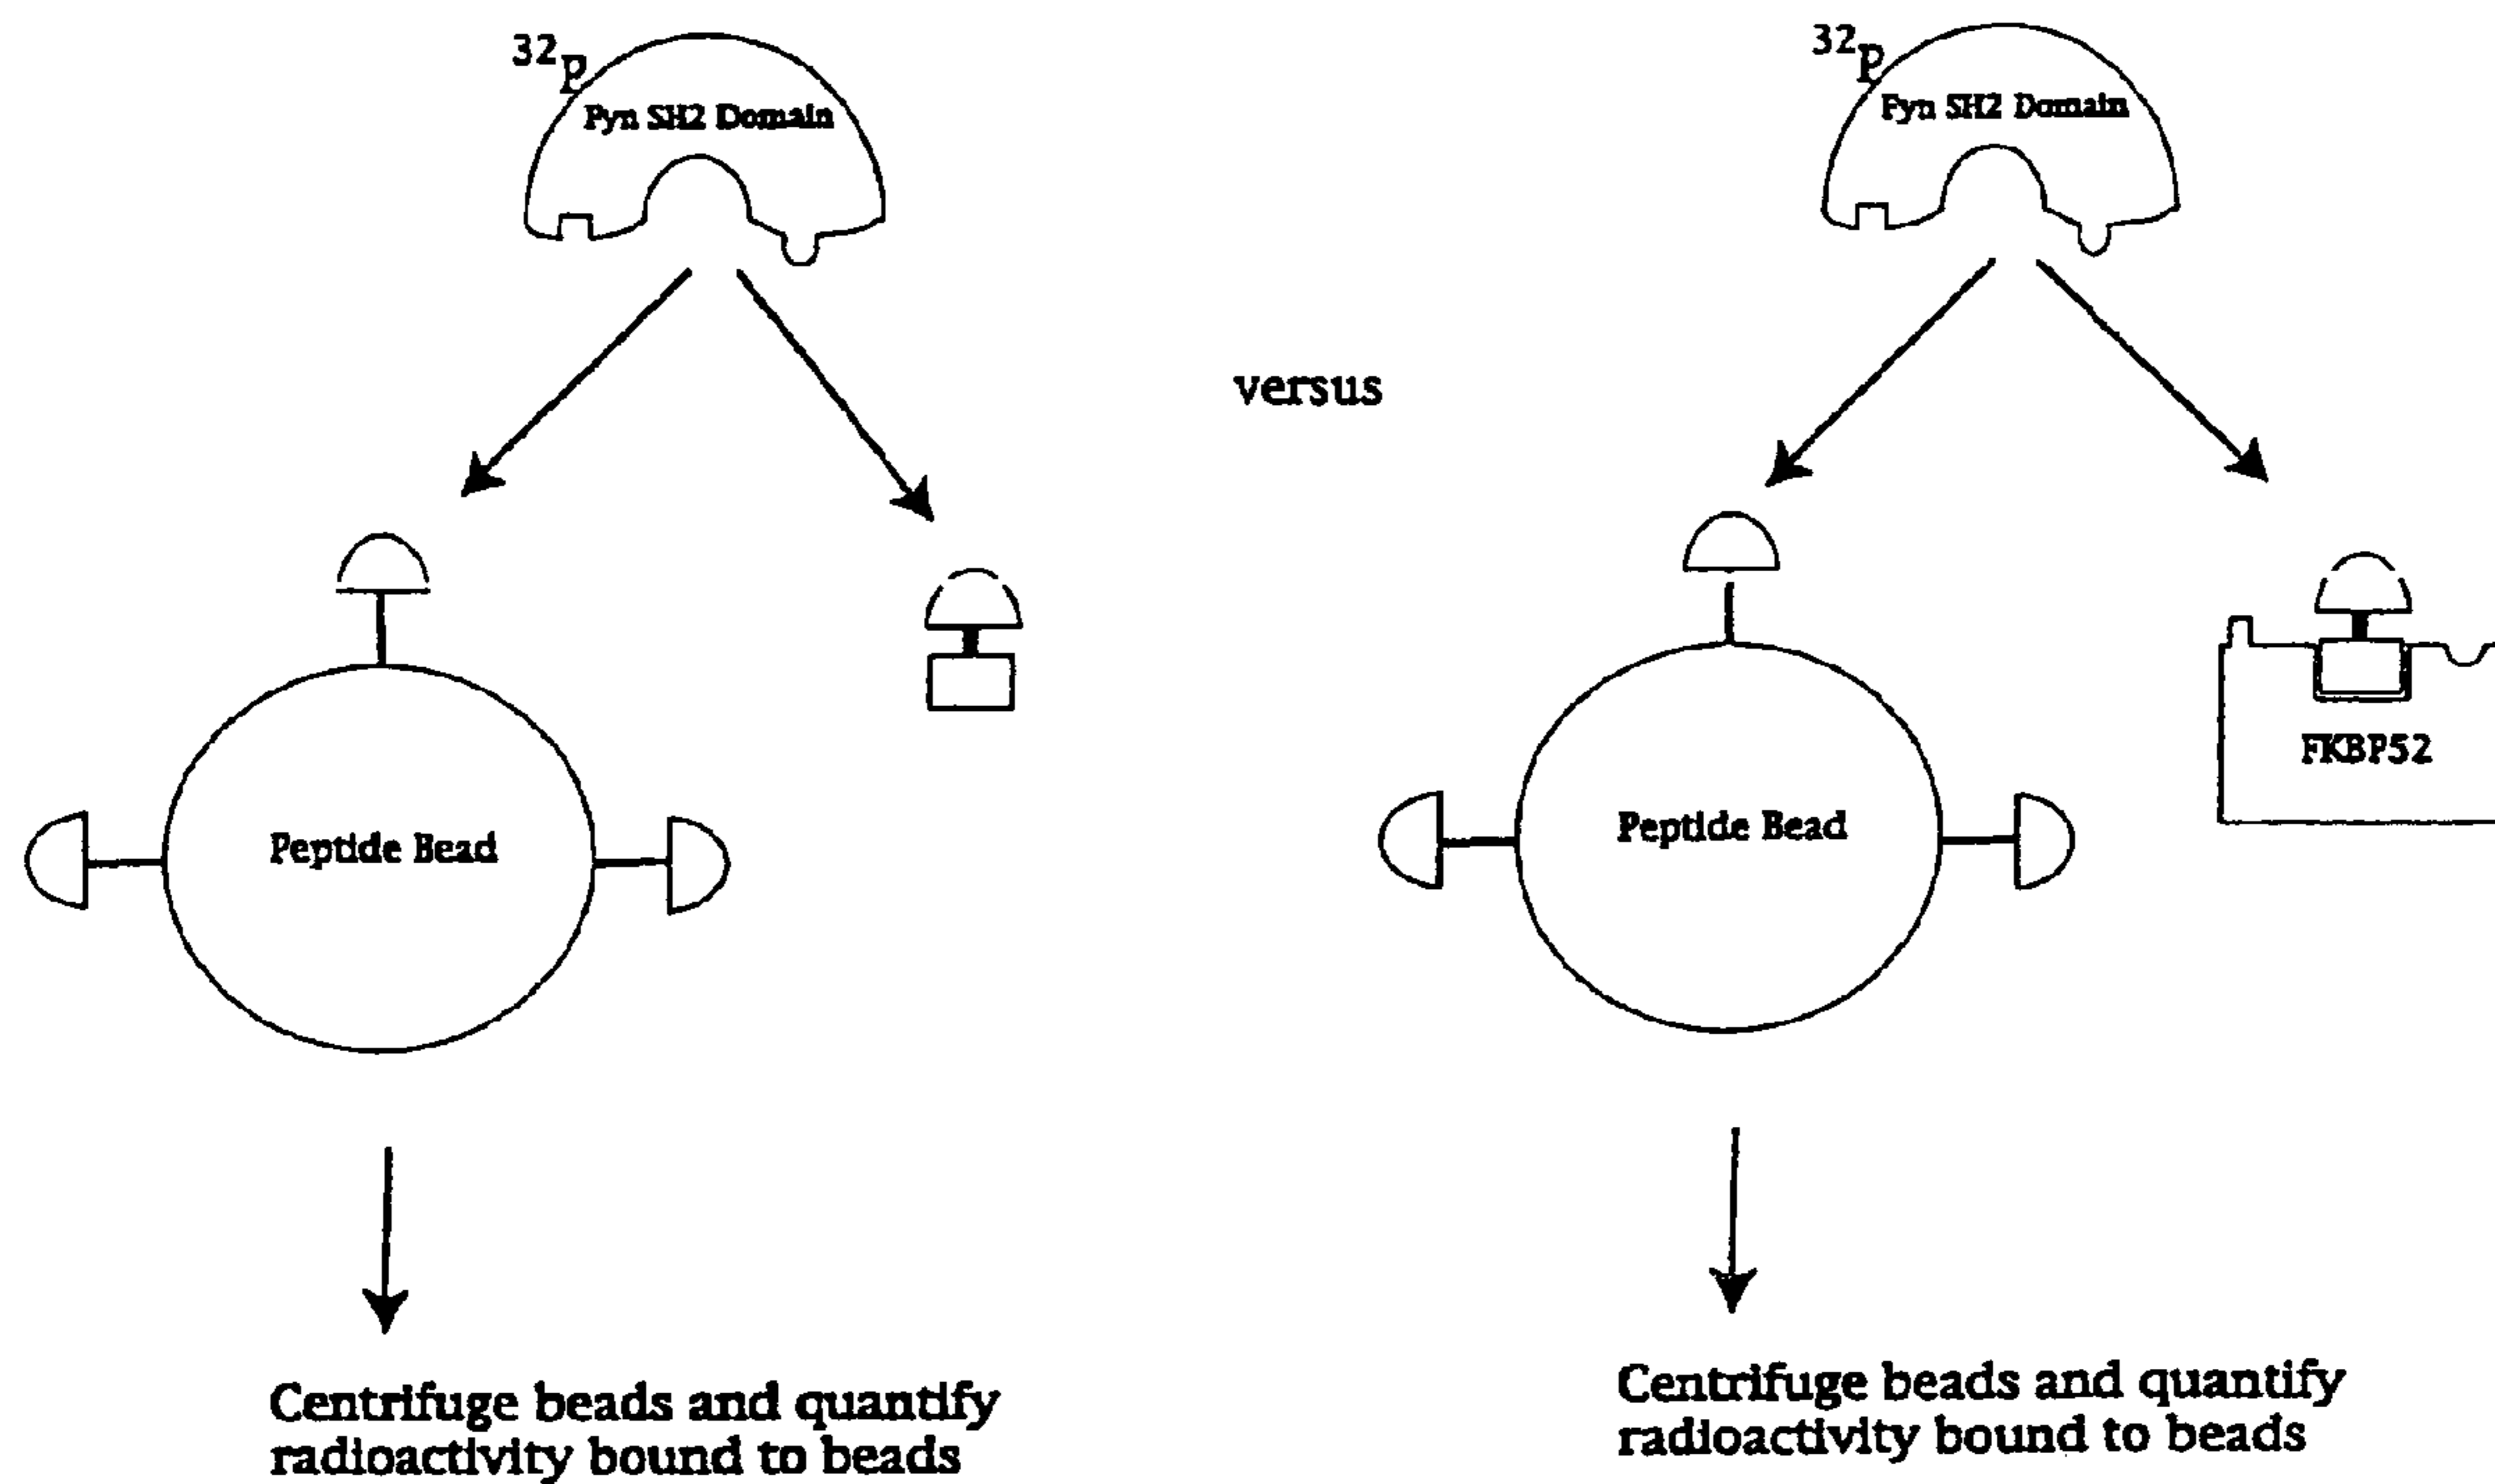 32P
Fyn SH2 Domain
32P
Fyn SH2 Domain
versus
Peptide Bead
Peptide Bead
FKBP52
Centrifuge beads and quantify
radioactivity bound to beads
Centrifuge beads and quantify
radioactivity bound to beads